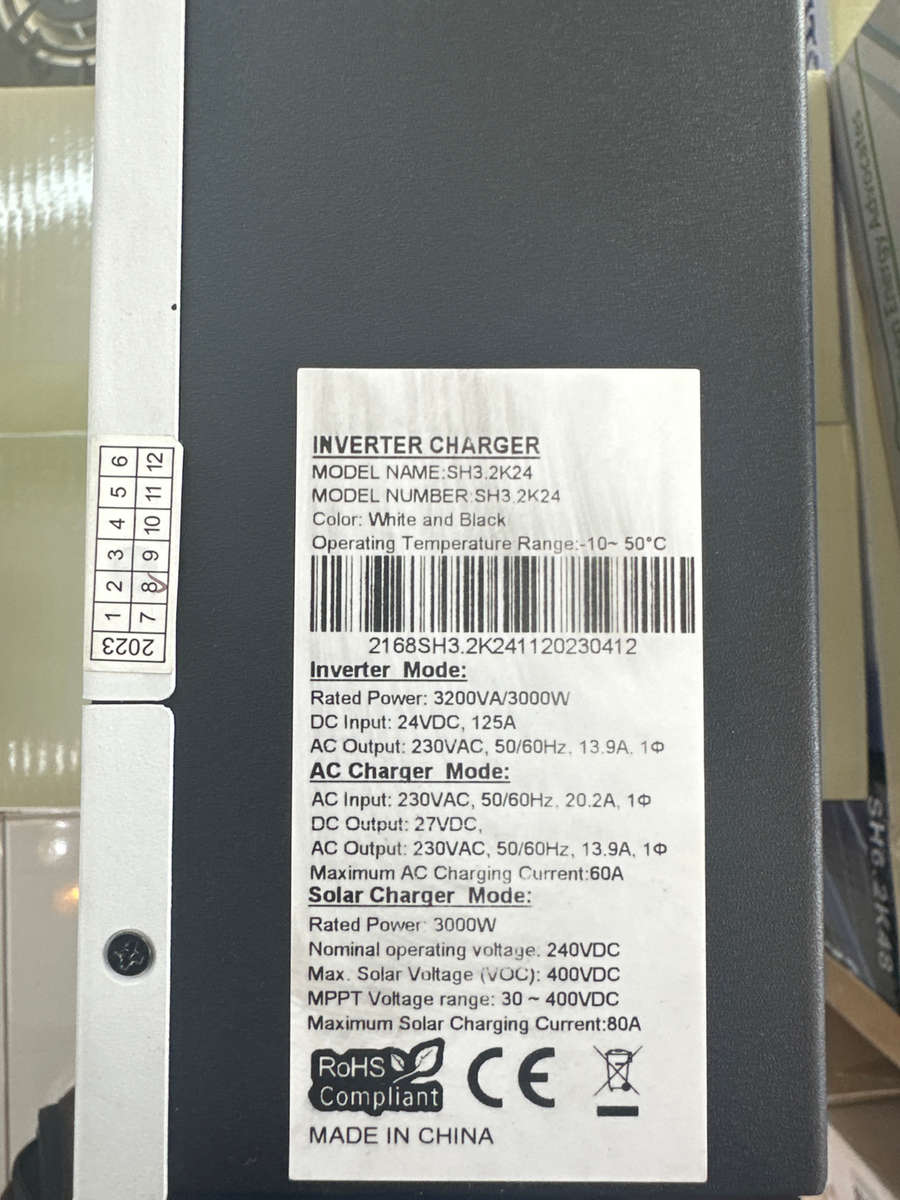 INVERTER CHARGER
MODEL NAME:SH3.2K24
MODEL NUMBER:SH3.2K24
Color: White and Black
Operating Temperature Range:-10~ 50°C
2168SH3.2K241120230412
Inverter Mode:
Rated Power: 3200VA/3000W
DC Input: 24VDC, 125A
AC Output: 230VAC, 50/60Hz, 13.9A, 1Φ
AC Charger Mode:
AC Input: 230VAC, 50/60Hz, 20.2A, 1Φ
DC Output: 27VDC,
AC Output: 230VAC, 50/60Hz, 13.9A, 1Φ
Maximum AC Charging Current:60A
Solar Charger Mode:
Rated Power: 3000W
Nominal operating voltage: 240VDC
Max. Solar Voltage (VOC): 400VDC
MPPT Voltage range: 30 ~ 400VDC
Maximum Solar Charging Current:80A
RoHS
Compliant
CE
MADE IN CHINA
2023
1 2 3 4 5 6
7 8 9 10 11 12
Energy Advocates